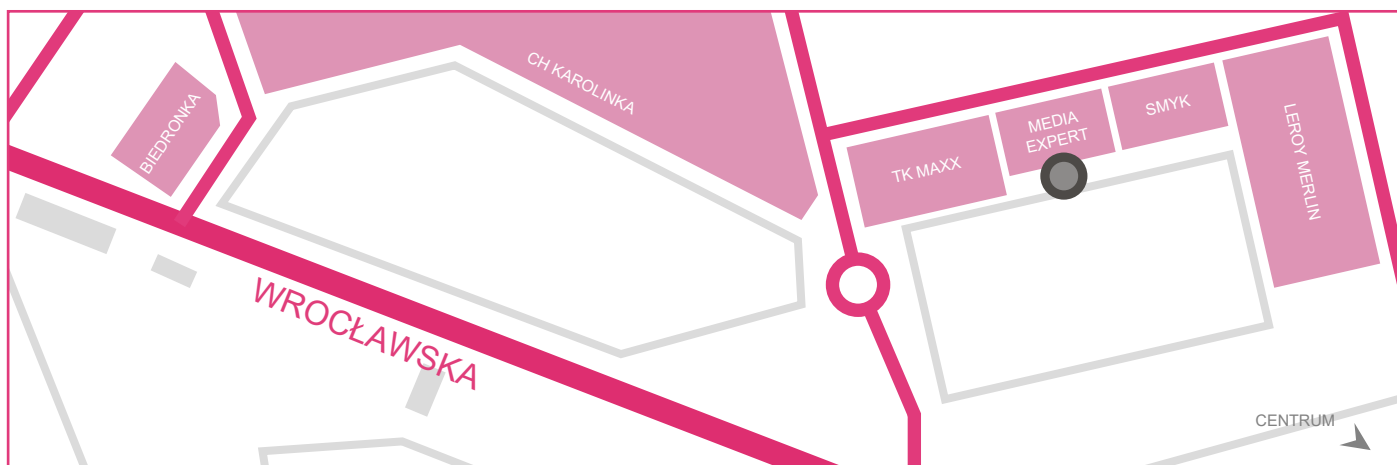 CH KAROLINKA
BIEDRONKA
TK MAXX
MEDIA
EXPERT
SMYK
LEROY MERLIN
WROCŁAWSKA
CENTRUM